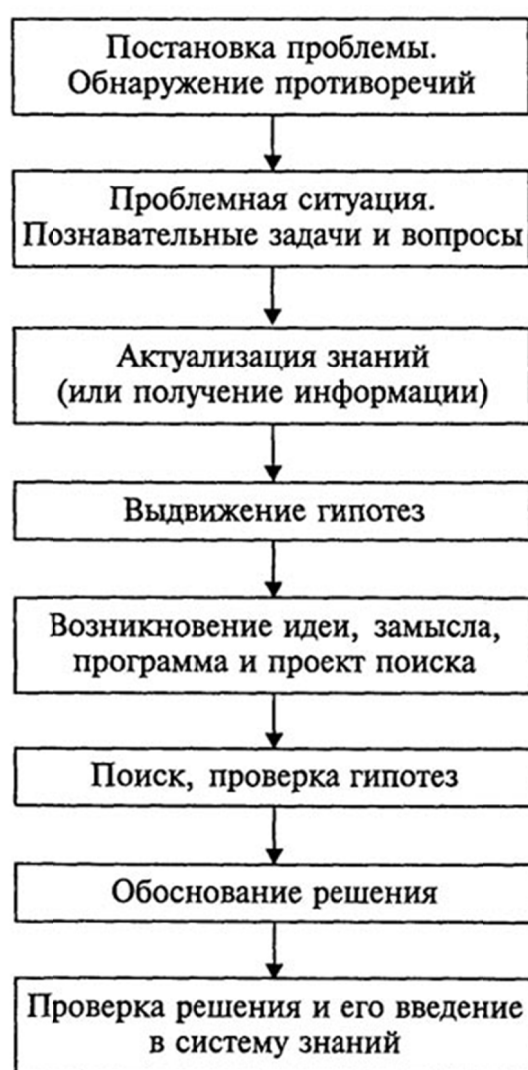 Постановка проблемы.
Обнаружение противоречий
Проблемная ситуация.
Познавательные задачи и вопросы
Актуализация знаний
(или получение информации)
Выдвижение гипотез
Возникновение идеи, замысла,
программа и проект поиска
Поиск, проверка гипотез
Обоснование решения
Проверка решения и его введение
в систему знаний